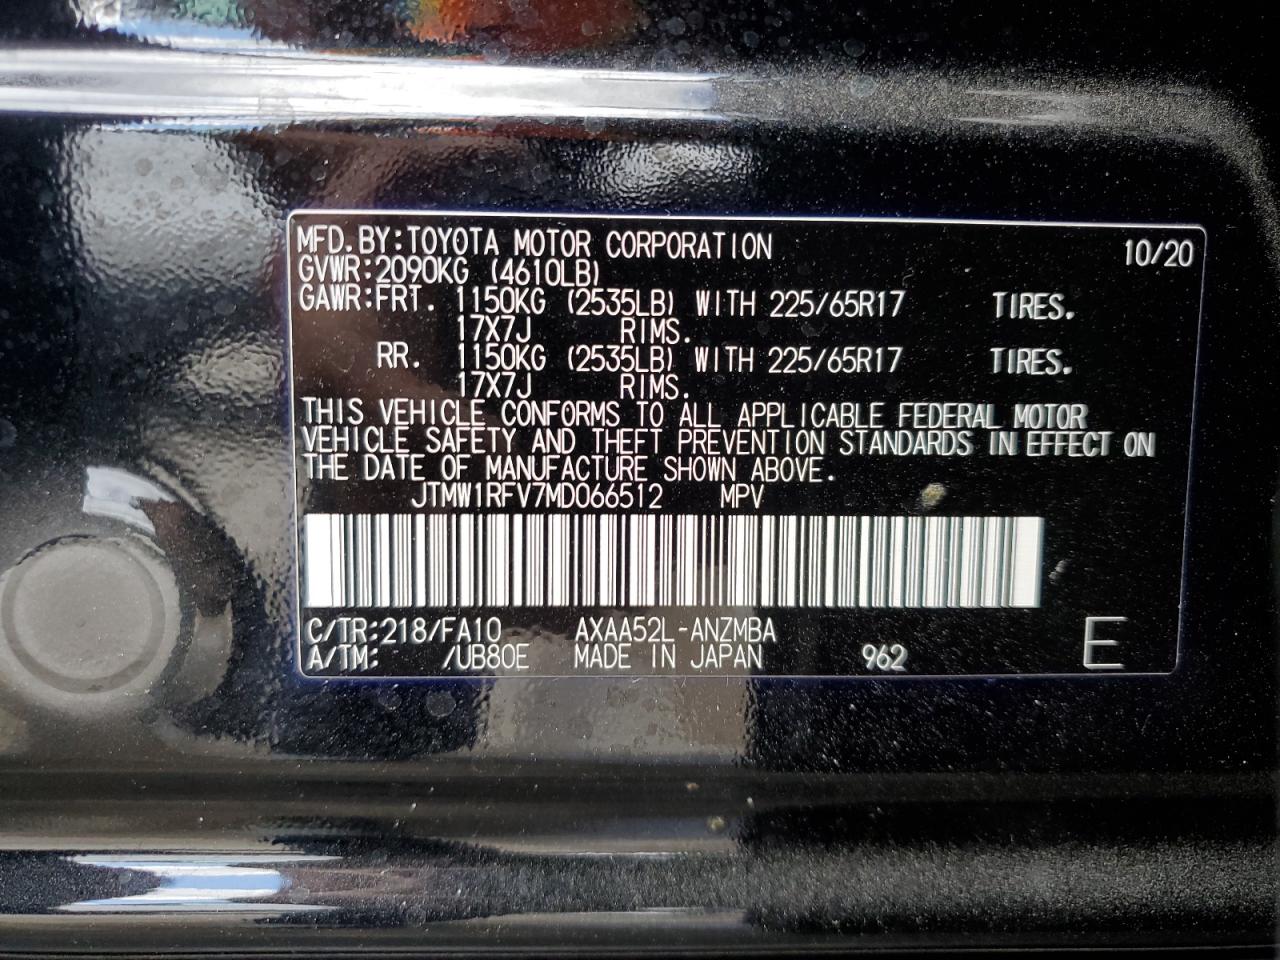 MFD.BY:TOYOTA MOTOR CORPORATION 10/20
GVWR:2090KG (4610LB)
GAWR:FRT. 1150KG (2535LB) WITH 225/65R17 TIRES.
17X7J RIMS.
RR. 1150KG (2535LB) WITH 225/65R17 TIRES.
17X7J RIMS.
THIS VEHICLE CONFORMS TO ALL APPLICABLE FEDERAL MOTOR
VEHICLE SAFETY AND THEFT PREVENTION STANDARDS IN EFFECT ON
THE DATE OF MANUFACTURE SHOWN ABOVE.
JTMW1RFV7MD066512 MPV
C/TR:218/FA10 AXAA52L-ANZMBA
A/TM: /UB80E MADE IN JAPAN 962 E